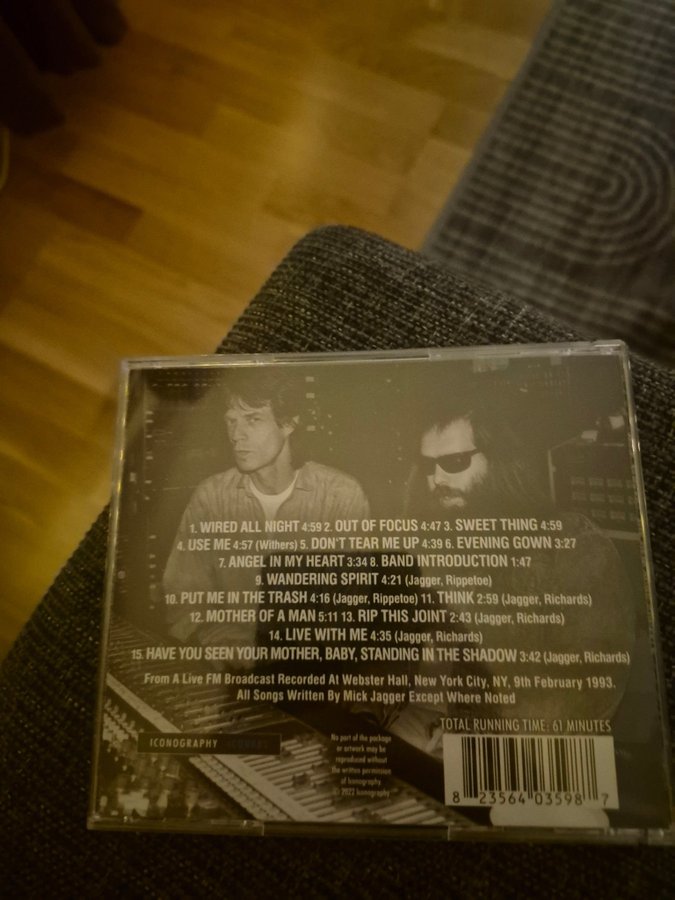 1. WIRED ALL NIGHT 4:59 2. OUT OF FOCUS 4:47 3. SWEET THING 4:59
4. USE ME 4:57 (Withers) 5. DON'T TEAR ME UP 4:39 6. EVENING GOWN 3:27
7. ANGEL IN MY HEART 3:34 8. BAND INTRODUCTION 1:47
9. WANDERING SPIRIT 4:21 (Jagger, Rippetoe)
10. PUT ME IN THE TRASH 4:16 (Jagger, Rippetoe) 11. THINK 2:59 (Jagger, Richards)
12. MOTHER OF A MAN 5:11 13. RIP THIS JOINT 2:43 (Jagger, Richards)
14. LIVE WITH ME 4:35 (Jagger, Richards)
15. HAVE YOU SEEN YOUR MOTHER, BABY, STANDING IN THE SHADOW 3:42 (Jagger, Richards)
From A Live FM Broadcast Recorded At Webster Hall, New York City, NY, 9th February 1993.
All Songs Written By Mick Jagger Except Where Noted
TOTAL RUNNING TIME: 61 MINUTES
ICONOGRAPHY
No part of the package
or artwork may be
reproduced without
the written permission
of Iconography
© 2022 Iconography
8 23564 03598 7